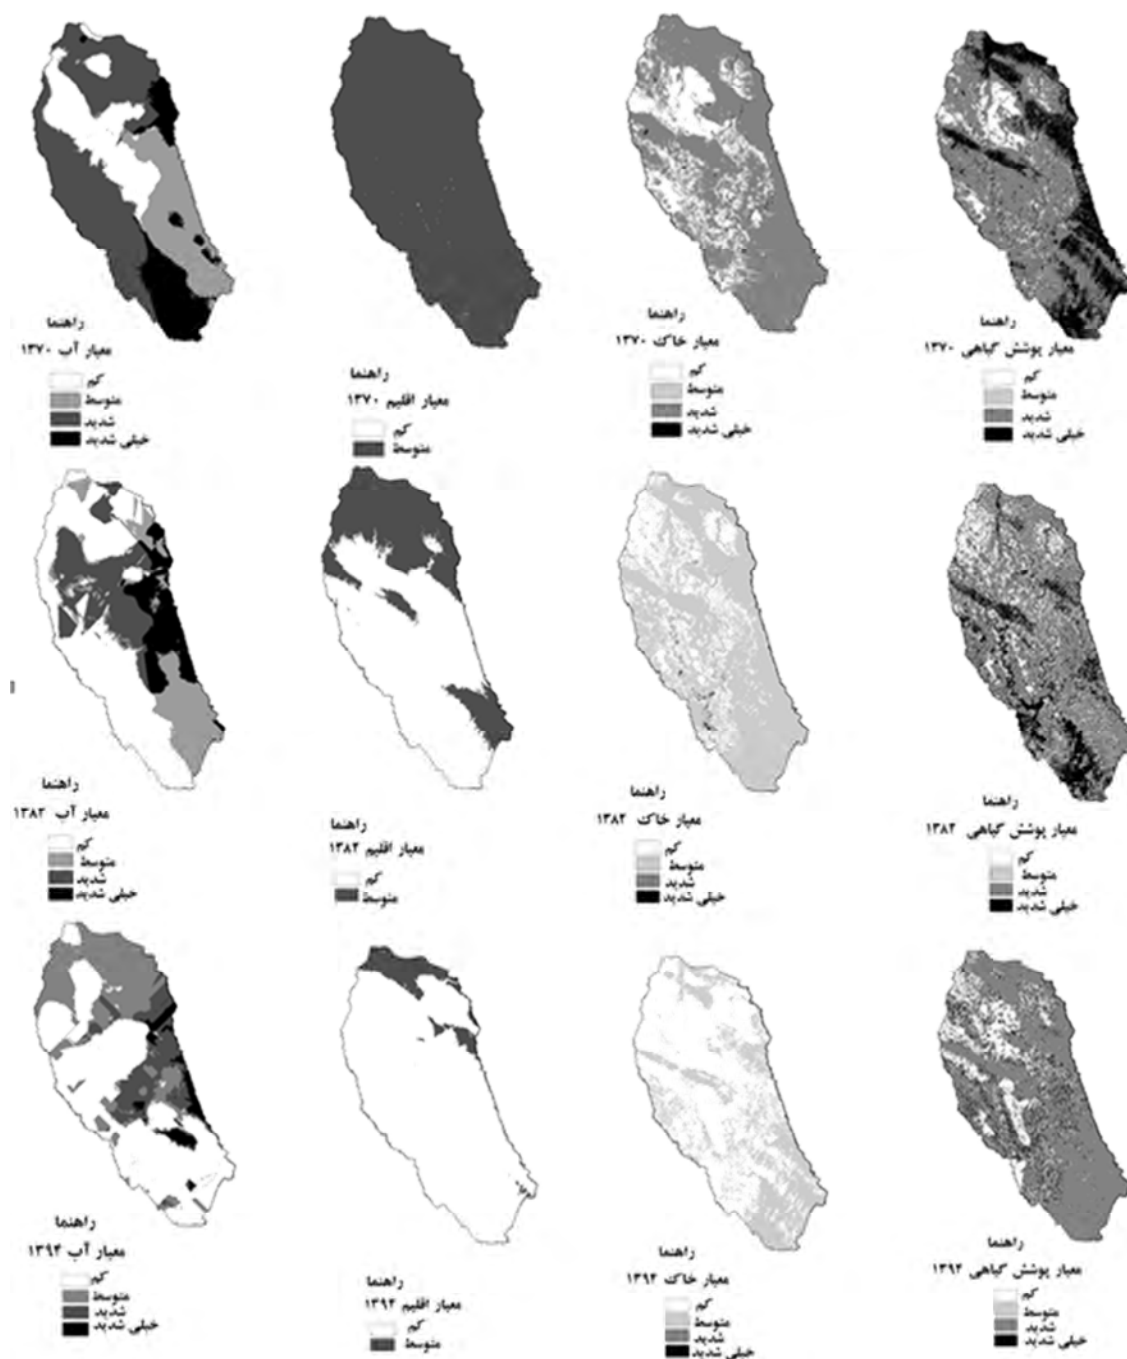 راهنما
معیار آب ۱۳۷۰
کم
متوسط
شدید
خیلی شدید
راهنما
معیار اقلیم ۱۳۷۰
کم
متوسط
راهنما
معیار خاک ۱۳۷۰
کم
متوسط
شدید
خیلی شدید
راهنما
معیار پوشش گیاهی ۱۳۷۰
کم
متوسط
شدید
خیلی شدید
راهنما
معیار آب ۱۳۸۲
کم
متوسط
شدید
خیلی شدید
راهنما
معیار اقلیم ۱۳۸۲
کم
متوسط
راهنما
معیار خاک ۱۳۸۲
کم
متوسط
شدید
خیلی شدید
راهنما
معیار پوشش گیاهی ۱۳۸۲
کم
متوسط
شدید
خیلی شدید
راهنما
معیار آب ۱۳۹۴
کم
متوسط
شدید
خیلی شدید
راهنما
معیار اقلیم ۱۳۹۴
کم
متوسط
راهنما
معیار خاک ۱۳۹۴
کم
متوسط
شدید
خیلی شدید
راهنما
معیار پوشش گیاهی ۱۳۹۴
کم
متوسط
شدید
خیلی شدید